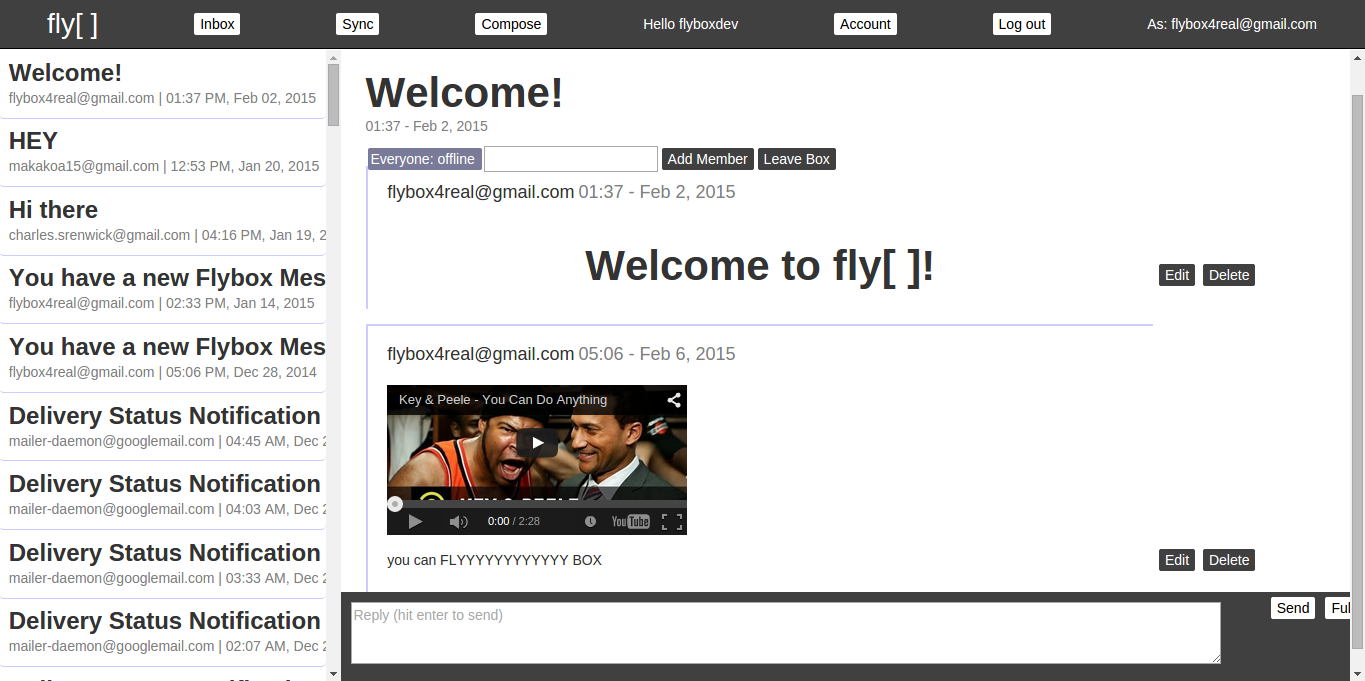 fly[ ]
Inbox
Sync
Compose
Hello flyboxdev
Account
Log out
As: flybox4real@gmail.com
Welcome!
flybox4real@gmail.com | 01:37 PM, Feb 02, 2015
HEY
makakoa15@gmail.com | 12:53 PM, Jan 20, 2015
Hi there
charles.srenwick@gmail.com | 04:16 PM, Jan 19, 2
You have a new Flybox Mes
flybox4real@gmail.com | 02:33 PM, Jan 14, 2015
You have a new Flybox Mes
flybox4real@gmail.com | 05:06 PM, Dec 28, 2014
Delivery Status Notification
mailer-daemon@googlemail.com | 04:45 AM, Dec 2
Delivery Status Notification
mailer-daemon@googlemail.com | 04:03 AM, Dec 2
Delivery Status Notification
mailer-daemon@googlemail.com | 03:33 AM, Dec 2
Delivery Status Notification
mailer-daemon@googlemail.com | 02:07 AM, Dec 2
Welcome!
01:37 - Feb 2, 2015
Everyone: offline
Add Member
Leave Box
flybox4real@gmail.com 01:37 - Feb 2, 2015
Welcome to fly[ ]!
Edit
Delete
flybox4real@gmail.com 05:06 - Feb 6, 2015
Key & Peele - You Can Do Anything
0:00 / 2:28
YouTube
you can FLYYYYYYYYYYYY BOX
Edit
Delete
Reply (hit enter to send)
Send
Ful